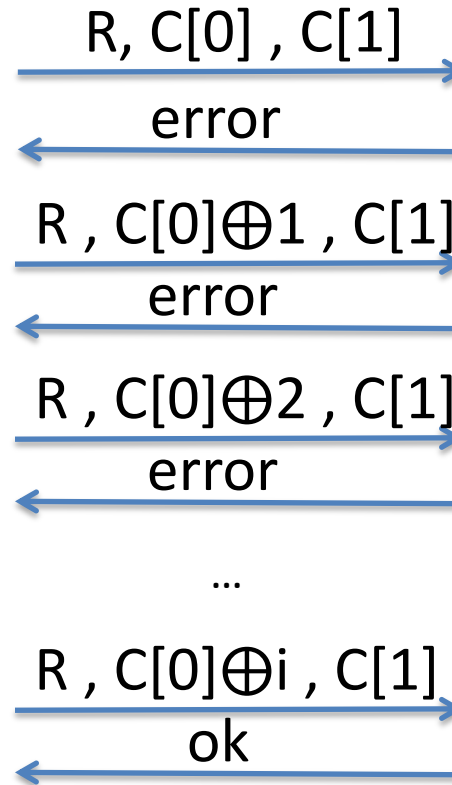 R, C[0] , C[1]
error
R , C[0]⊕1 , C[1]
error
R , C[0]⊕2 , C[1]
error
...
R , C[0]⊕i , C[1]
ok